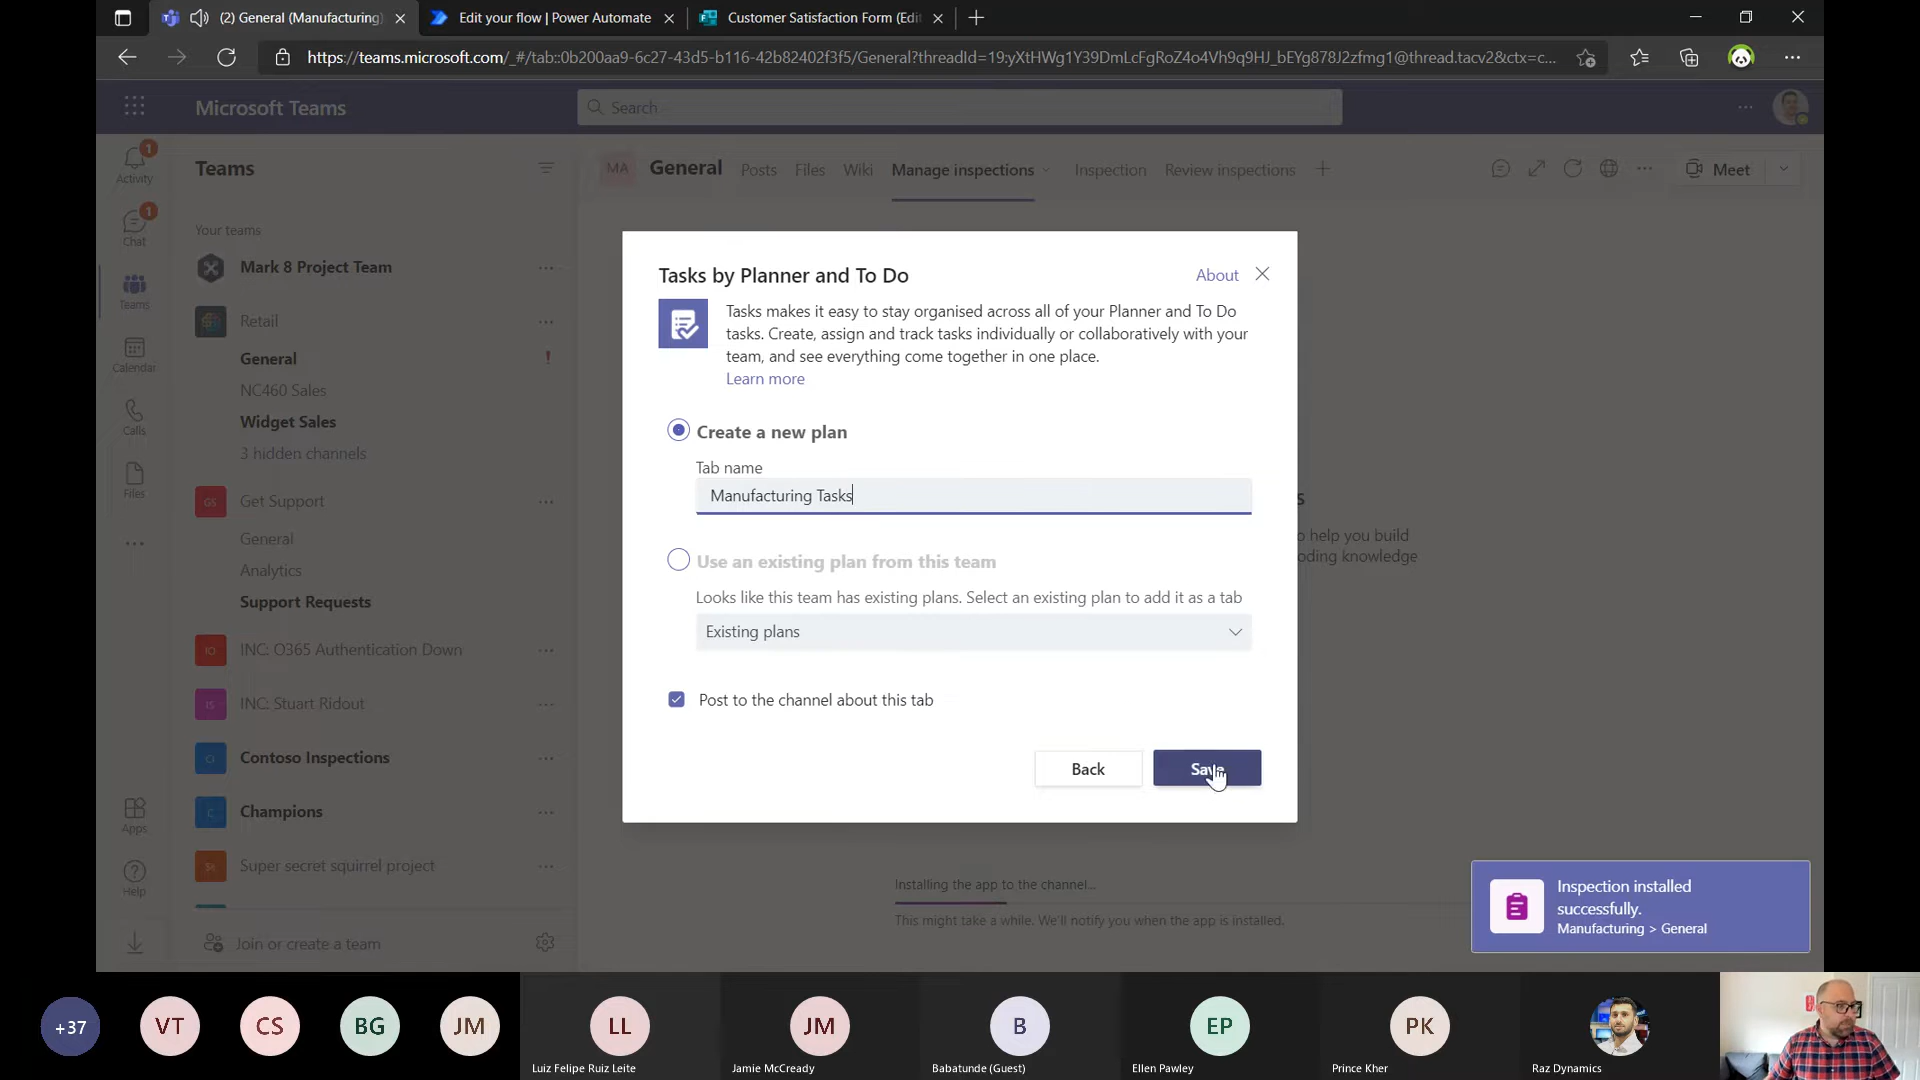 (2) General (Manufacturing)
Edit your flow | Power Automate
Customer Satisfaction Form (Edit
https://teams.microsoft.com/_#/tab::0b200aa9-6c27-43d5-b116-42b82402f3f5/General?threadId=19:yXtHWg1Y39DmLcFgRoZ4o4Vh9q9HJ_bEYg878J2zfmg1@thread.tacv2&ctx=c...
Microsoft Teams
Search
Activity
1
Chat
1
Teams
Calendar
Calls
Files
Apps
Help
Teams
Your teams
Mark 8 Project Team
Retail
General
NC460 Sales
Widget Sales
3 hidden channels
GS
Get Support
General
Analytics
Support Requests
IO
INC: O365 Authentication Down
IS
INC: Stuart Ridout
CI
Contoso Inspections
C
Champions
Super secret squirrel project
Join or create a team
MA
General
Posts
Files
Wiki
Manage inspections
Inspection
Review inspections
Meet
Tasks by Planner and To Do
About
Tasks makes it easy to stay organised across all of your Planner and To Do
tasks. Create, assign and track tasks individually or collaboratively with your
team, and see everything come together in one place.
Learn more
Create a new plan
Tab name
Manufacturing Tasks
Use an existing plan from this team
Looks like this team has existing plans. Select an existing plan to add it as a tab
Existing plans
Post to the channel about this tab
Back
Save
s
o help you build
oding knowledge
Installing the app to the channel...
This might take a while. We'll notify you when the app is installed.
Inspection installed
successfully.
Manufacturing > General
+37
VT
CS
BG
JM
LL
Luiz Felipe Ruiz Leite
JM
Jamie McCready
B
Babatunde (Guest)
EP
Ellen Pawley
PK
Prince Kher
Raz Dynamics